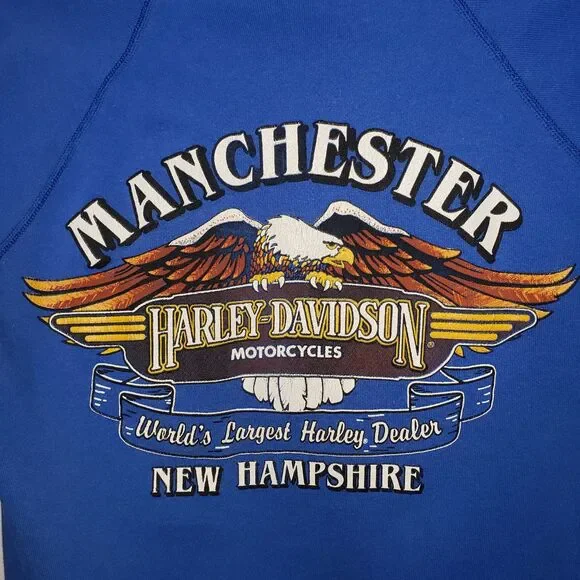 MANCHESTER
HARLEY-DAVIDSON®
MOTORCYCLES
World's Largest Harley® Dealer
NEW HAMPSHIRE